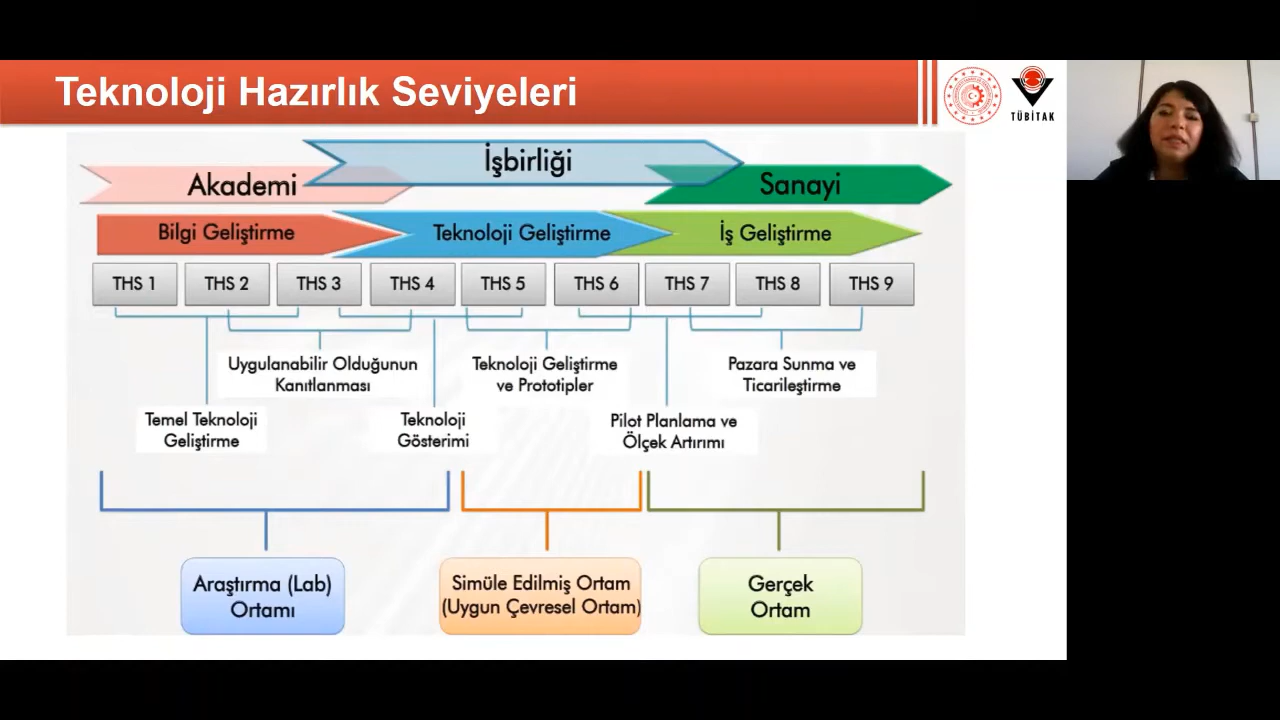 Teknoloji Hazırlık Seviyeleri
TÜBİTAK
İşbirliği
Akademi
Sanayi
Bilgi Geliştirme
Teknoloji Geliştirme
İş Geliştirme
THS 1
THS 2
THS 3
THS 4
THS 5
THS 6
THS 7
THS 8
THS 9
Uygulanabilir Olduğunun
Kanıtlanması
Teknoloji Geliştirme
ve Prototipler
Pazara Sunma ve
Ticarileştirme
Temel Teknoloji
Geliştirme
Teknoloji
Gösterimi
Pilot Planlama ve
Ölçek Artırımı
Araştırma (Lab)
Ortamı
Simüle Edilmiş Ortam
(Uygun Çevresel Ortam)
Gerçek
Ortam